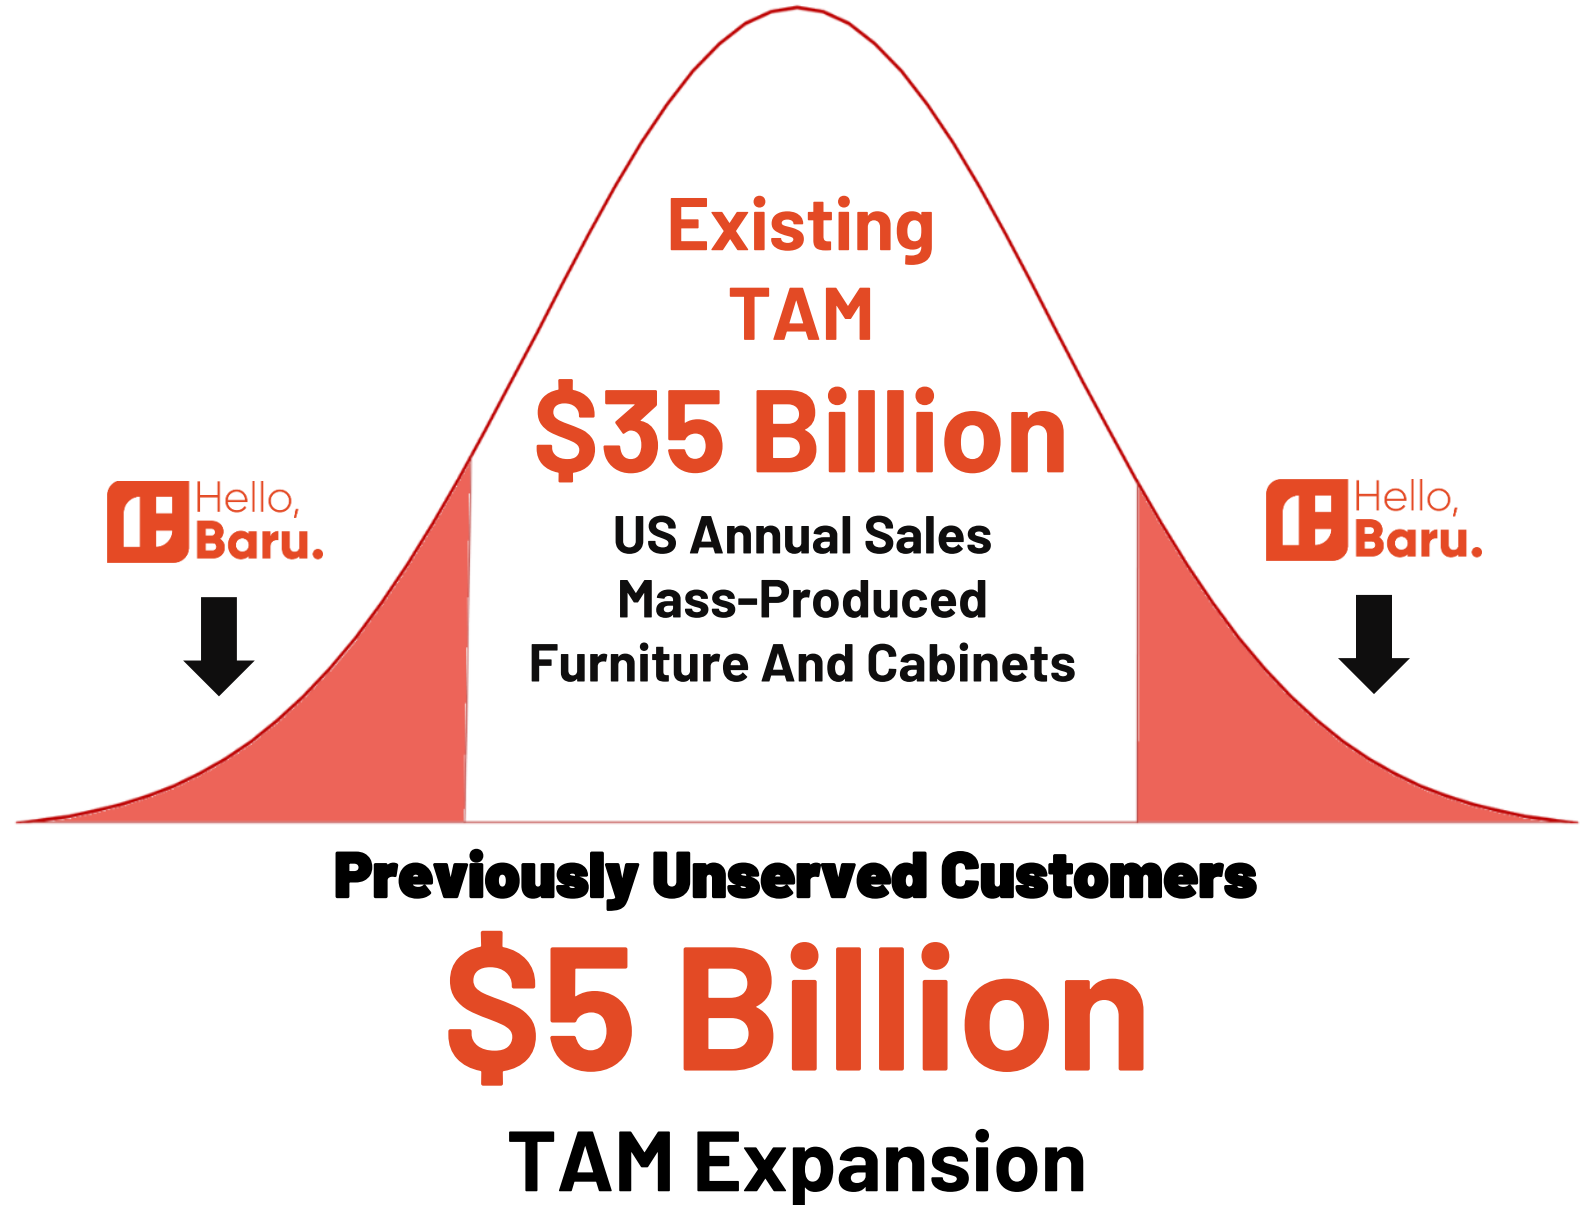 Existing
TAM
$35 Billion
US Annual Sales
Mass-Produced
Furniture And Cabinets
Hello,
Baru.
Hello,
Baru.
Previously Unserved Customers
$5 Billion
TAM Expansion